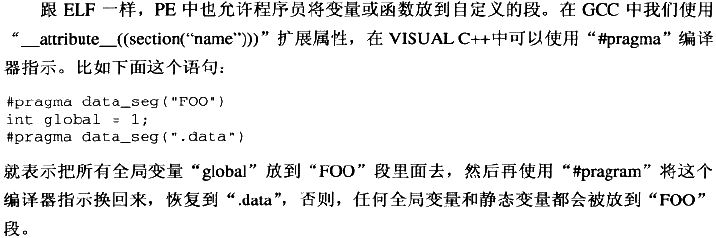 跟 ELF 一样，PE 中也允许程序员将变量或函数放到自定义的段。在 GCC 中我们使用
“__attribute__((section(“name”)))”扩展属性，在 VISUAL C++中可以使用“#pragma”编译
器指示。比如下面这个语句：
#pragma data_seg("FOO")
int global = 1;
#pragma data_seg(".data")
就表示把所有全局变量“global”放到“FOO”段里面去，然后再使用“#pragram”将这个
编译器指示换回来，恢复到“.data”，否则，任何全局变量和静态变量都会被放到“FOO”
段。